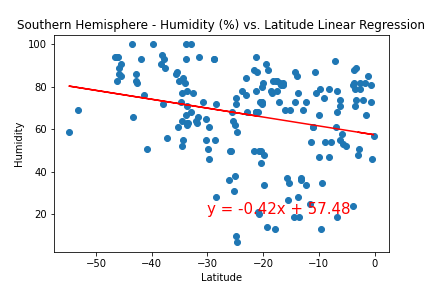 Southern Hemisphere - Humidity (%) vs. Latitude Linear Regression
100
80
60
40
20
Humidity
y = -0.42x + 57.48
−50
−40
−30
−20
−10
0
Latitude